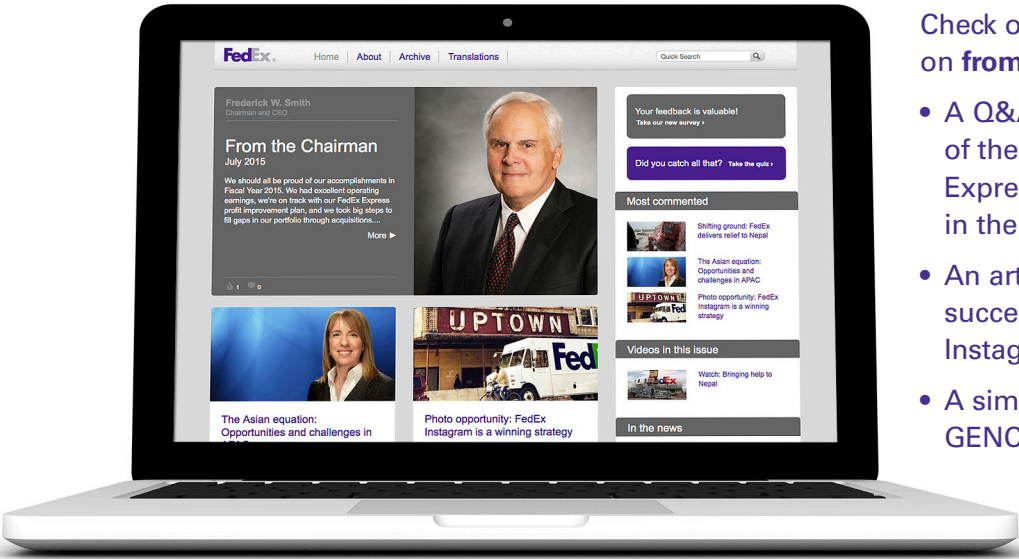 FedEx.
Home
About
Archive
Translations
Quick Search
Frederick W. Smith
Chairman and CEO
From the Chairman
July 2015
We should all be proud of our accomplishments in
Fiscal Year 2015. We had excellent operating
earnings, we're on track with our FedEx Express
profit improvement plan, and we took big steps to
fill gaps in our portfolio through acquisitions....
More ►
1
0
The Asian equation:
Opportunities and challenges in
UPTOWN
Fed
Photo opportunity: FedEx
Instagram is a winning strategy
Your feedback is valuable!
Take our new survey ›
Did you catch all that? Take the quiz ›
Most commented
Shifting ground: FedEx
delivers relief to Nepal
The Asian equation:
Opportunities and
challenges in APAC
UPTOWN
Fed
Photo opportunity: FedEx
Instagram is a winning
strategy
Videos in this issue
Watch: Bringing help to
Nepal
In the news
Check o
on from
• A Q&A
of the
Expre
in the
• An art
succe
Instag
• A sim
GENC